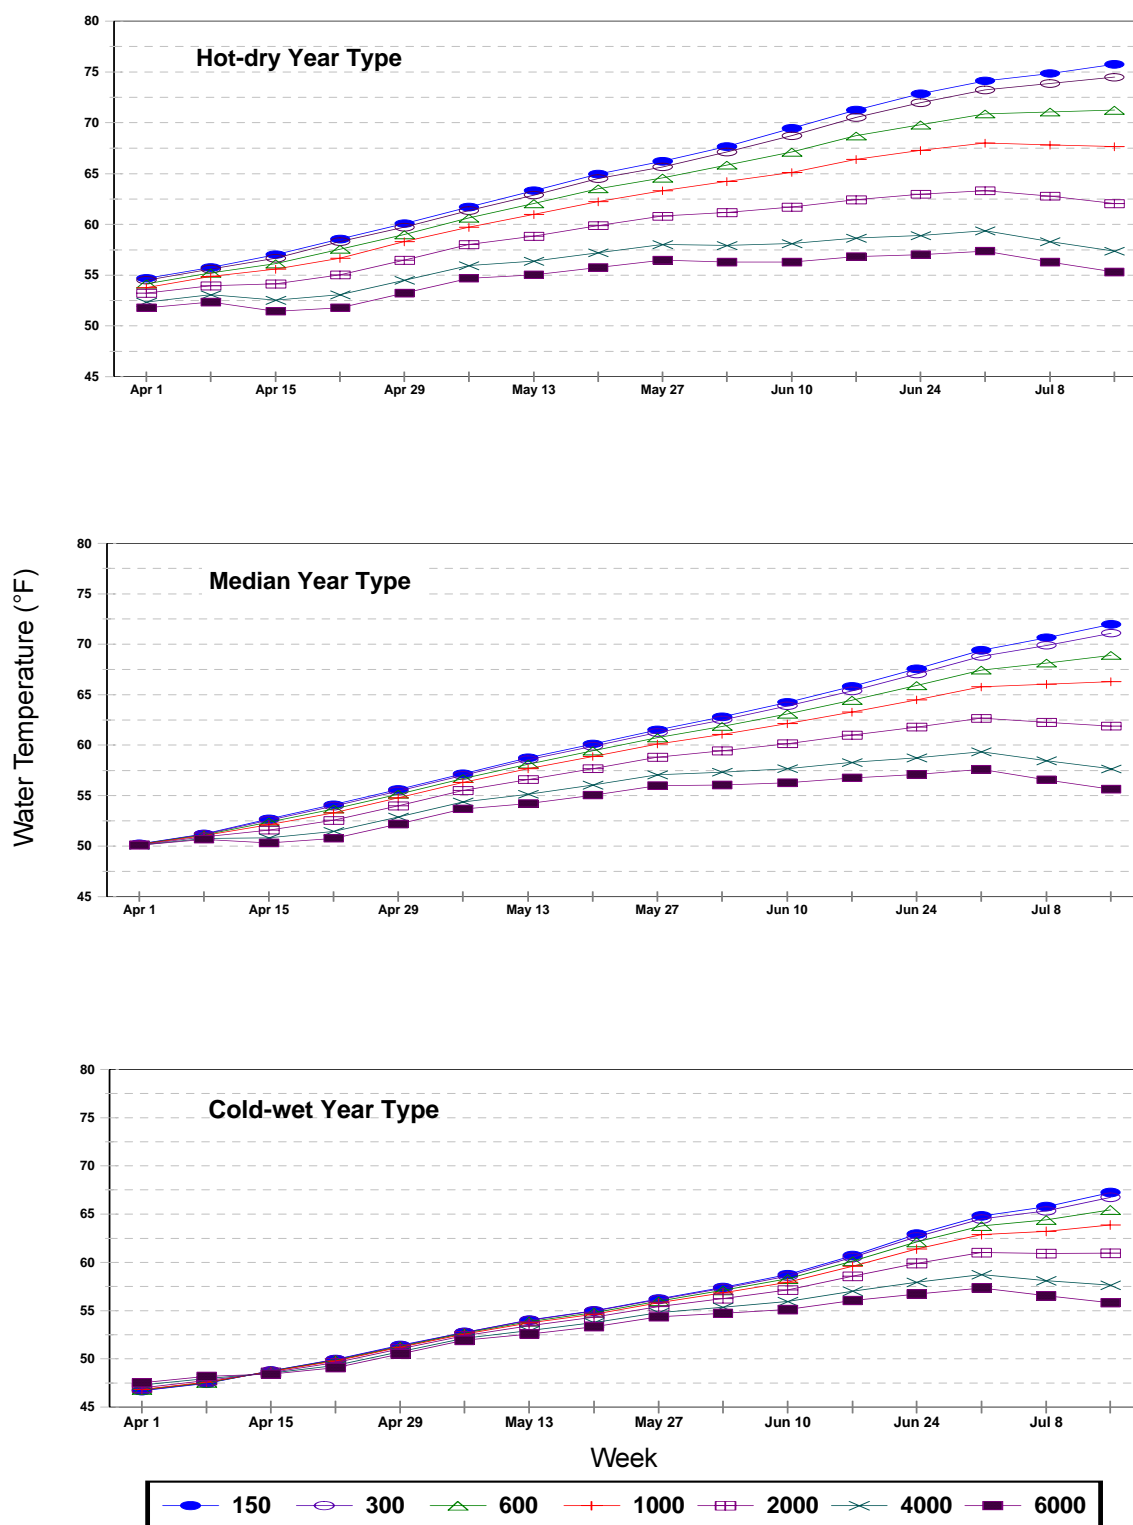 80
Hot-dry Year Type
75
70
65
60
55
50
45
Apr 1 Apr 15 Apr 29 May 13 May 27 Jun 10 Jun 24 Jul 8
Water Temperature (°F)
80
Median Year Type
75
70
65
60
55
50
45
Apr 1 Apr 15 Apr 29 May 13 May 27 Jun 10 Jun 24 Jul 8
80
Cold-wet Year Type
75
70
65
60
55
50
45
Apr 1 Apr 15 Apr 29 May 13 May 27 Jun 10 Jun 24 Jul 8
Week
150 300 600 1000 2000 4000 6000